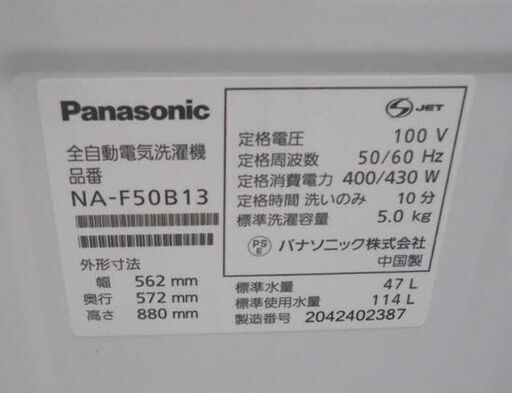 Panasonic
全自動電気洗濯機
品番
NA-F50B13
外形寸法
幅 562 mm
奥行 572 mm
高さ 880 mm
S JET
定格電圧 100 V
定格周波数 50/60 Hz
定格消費電力 400/430 W
定格時間 洗いのみ 10 分
標準洗濯容量 5.0 kg
PS E パナソニック株式会社
中国製
標準水量 47 L
標準使用水量 114 L
製造番号 2042402387